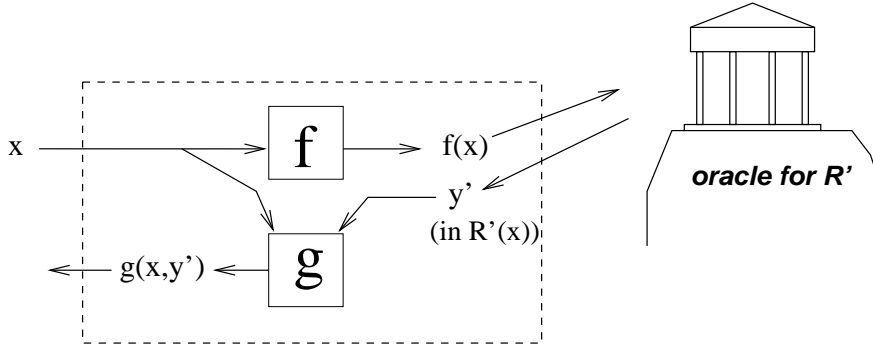 x
f
f(x)
oracle for R'
y'
(in R'(x))
g
g(x,y')